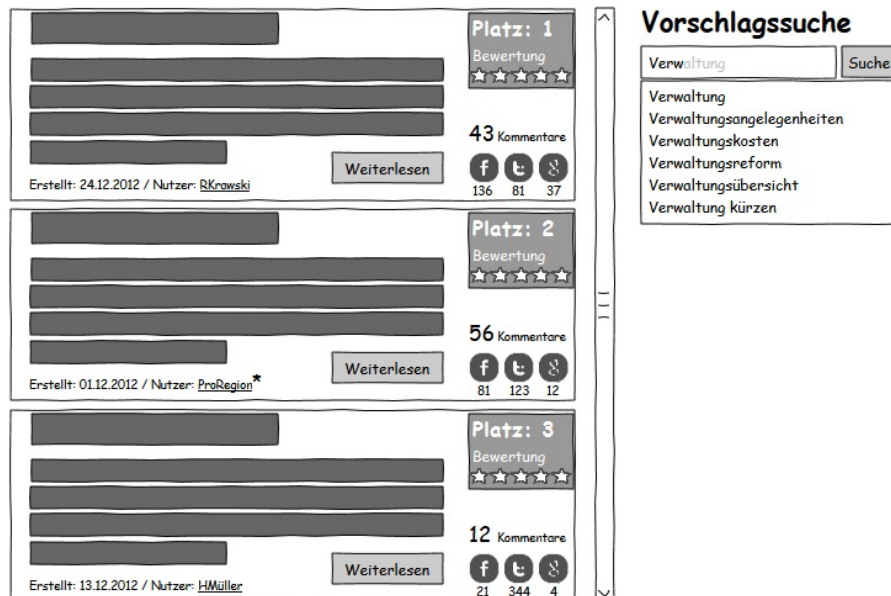 Platz: 1
Bewertung
43 Kommentare
Weiterlesen
136 81 37
Erstellt: 24.12.2012 / Nutzer: RKrawski
Platz: 2
Bewertung
56 Kommentare
Weiterlesen
81 123 12
Erstellt: 01.12.2012 / Nutzer: ProRegion*
Platz: 3
Bewertung
12 Kommentare
Weiterlesen
21 344 4
Erstellt: 13.12.2012 / Nutzer: HMüller
Vorschlagssuche
Verwaltung Suche
Verwaltung
Verwaltungsangelegenheiten
Verwaltungskosten
Verwaltungsreform
Verwaltungsübersicht
Verwaltung kürzen